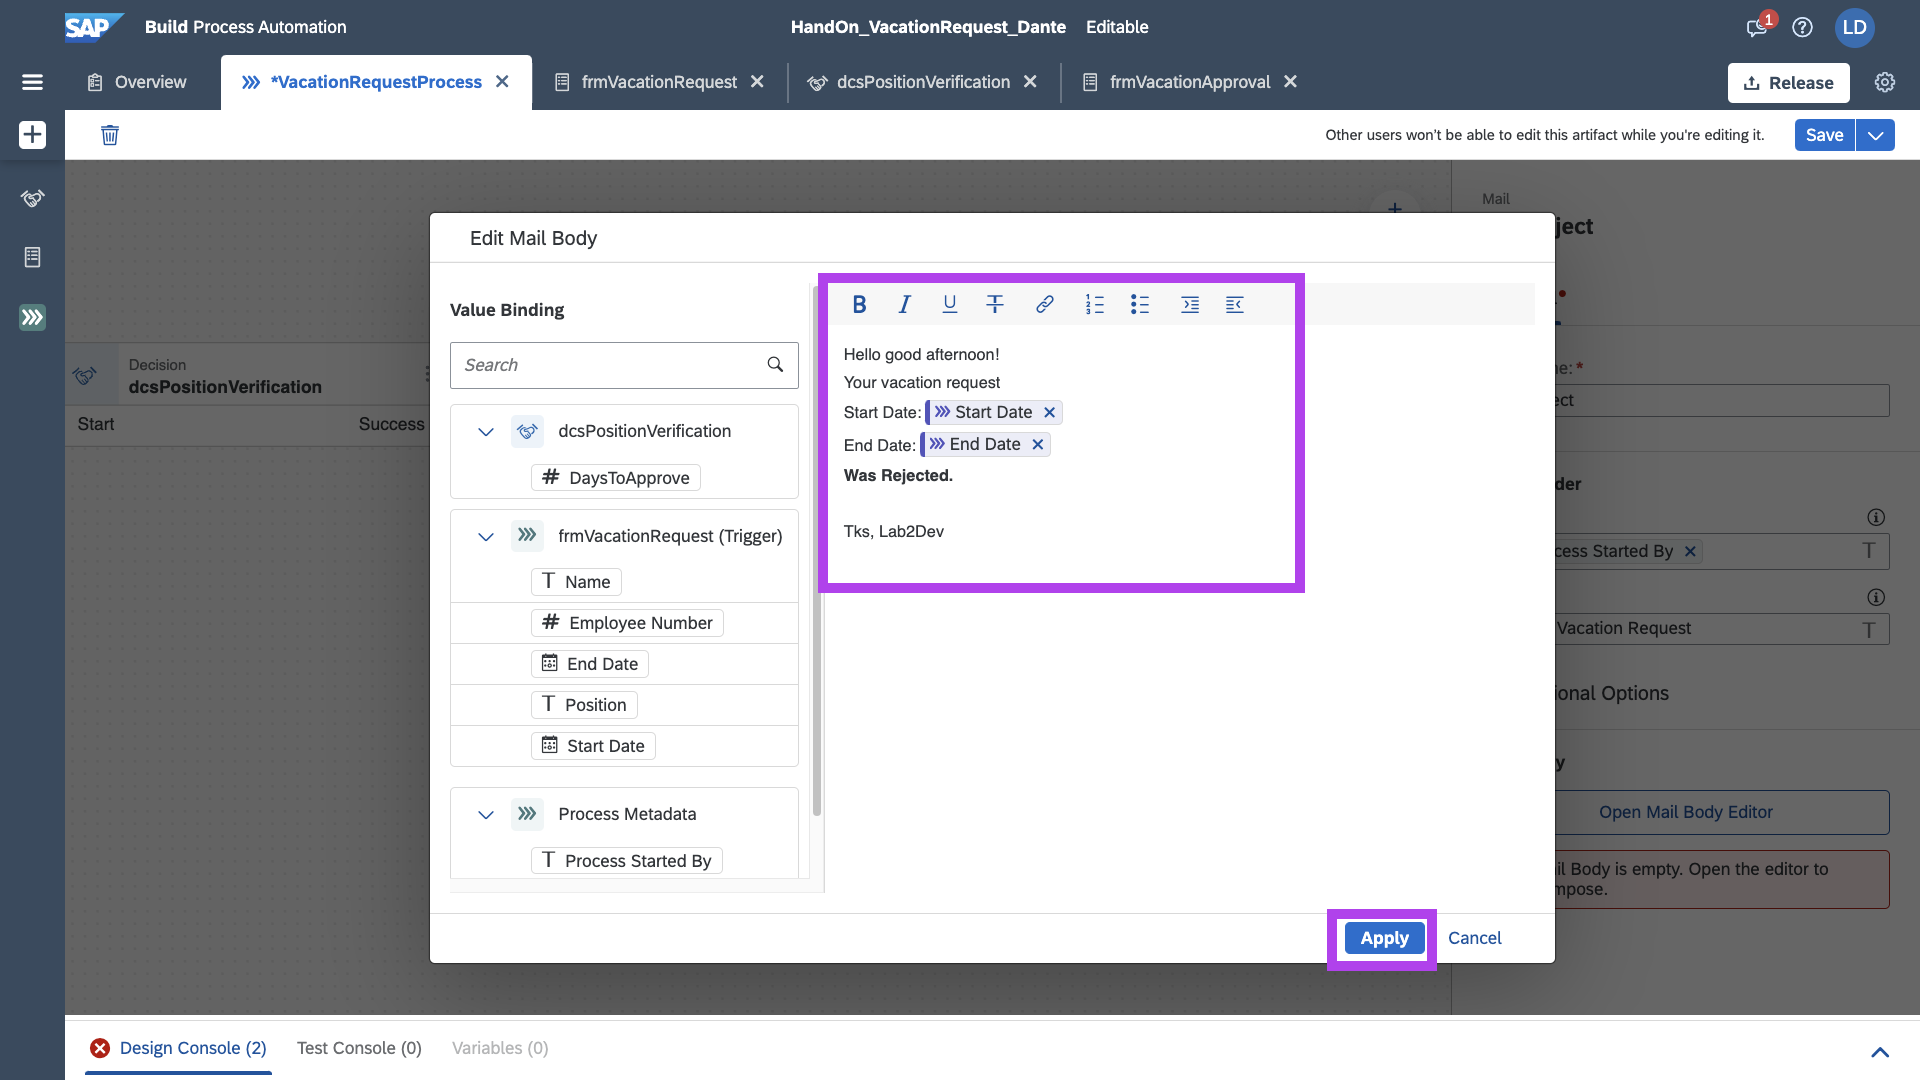 SAP Build Process Automation
HandOn_VacationRequest_Dante Editable
1
LD
Overview
*VacationRequestProcess
frmVacationRequest
dcsPositionVerification
frmVacationApproval
Release
Other users won't be able to edit this artifact while you're editing it.
Save
Mail
ject
Edit Mail Body
Value Binding
Search
dcsPositionVerification
DaysToApprove
frmVacationRequest (Trigger)
Name
Employee Number
End Date
Position
Start Date
Process Metadata
Process Started By
Hello good afternoon!
Your vacation request
Start Date: Start Date
End Date: End Date
Was Rejected.
Tks, Lab2Dev
Apply
Cancel
Decision
dcsPositionVerification
Start
Success
ne: *
ect
der
cess Started By
Vacation Request
ional Options
y
Open Mail Body Editor
il Body is empty. Open the editor to
mpose.
Design Console (2)
Test Console (0)
Variables (0)